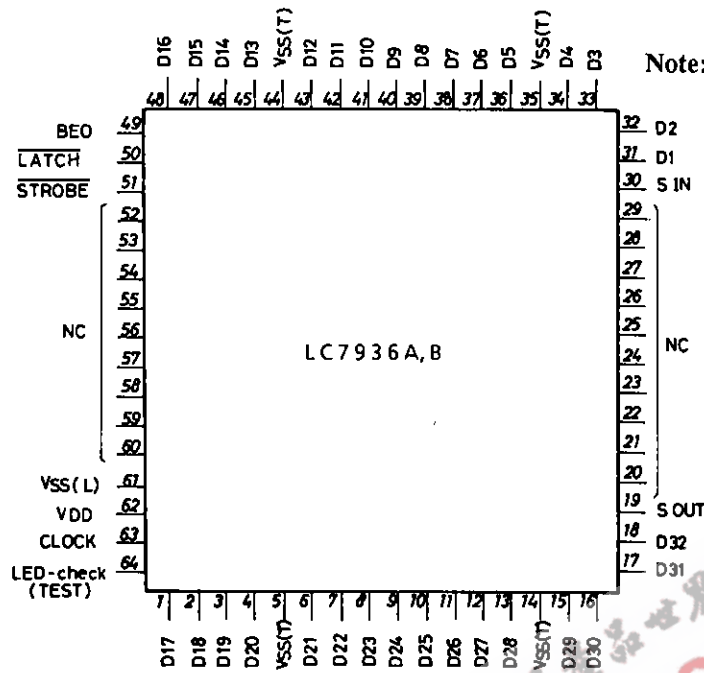 D16 D15 D14 D13 VSS(T) D12 D11 D10 D9 D8 D7 D6 D5 VSS(T) D4 D3
Note:
48 47 46 45 44 43 42 41 40 39 38 37 36 35 34 33
BEO 49
LATCH 50
STROBE 51
52
53
54
55
NC 56
57
58
59
60
VSS(L) 61
VDD 62
CLOCK 63
LED-check 64
(TEST)
LC7936A,B
32 D2
31 D1
30 S IN
29
28
27
26
25 NC
24
23
22
21
20
19 S OUT
18 D32
17 D31
1 2 3 4 5 6 7 8 9 10 11 12 13 14 15 16
D17 D18 D19 D20 VSS(T) D21 D22 D23 D24 D25 D26 D27 D28 VSS(T) D29 D30